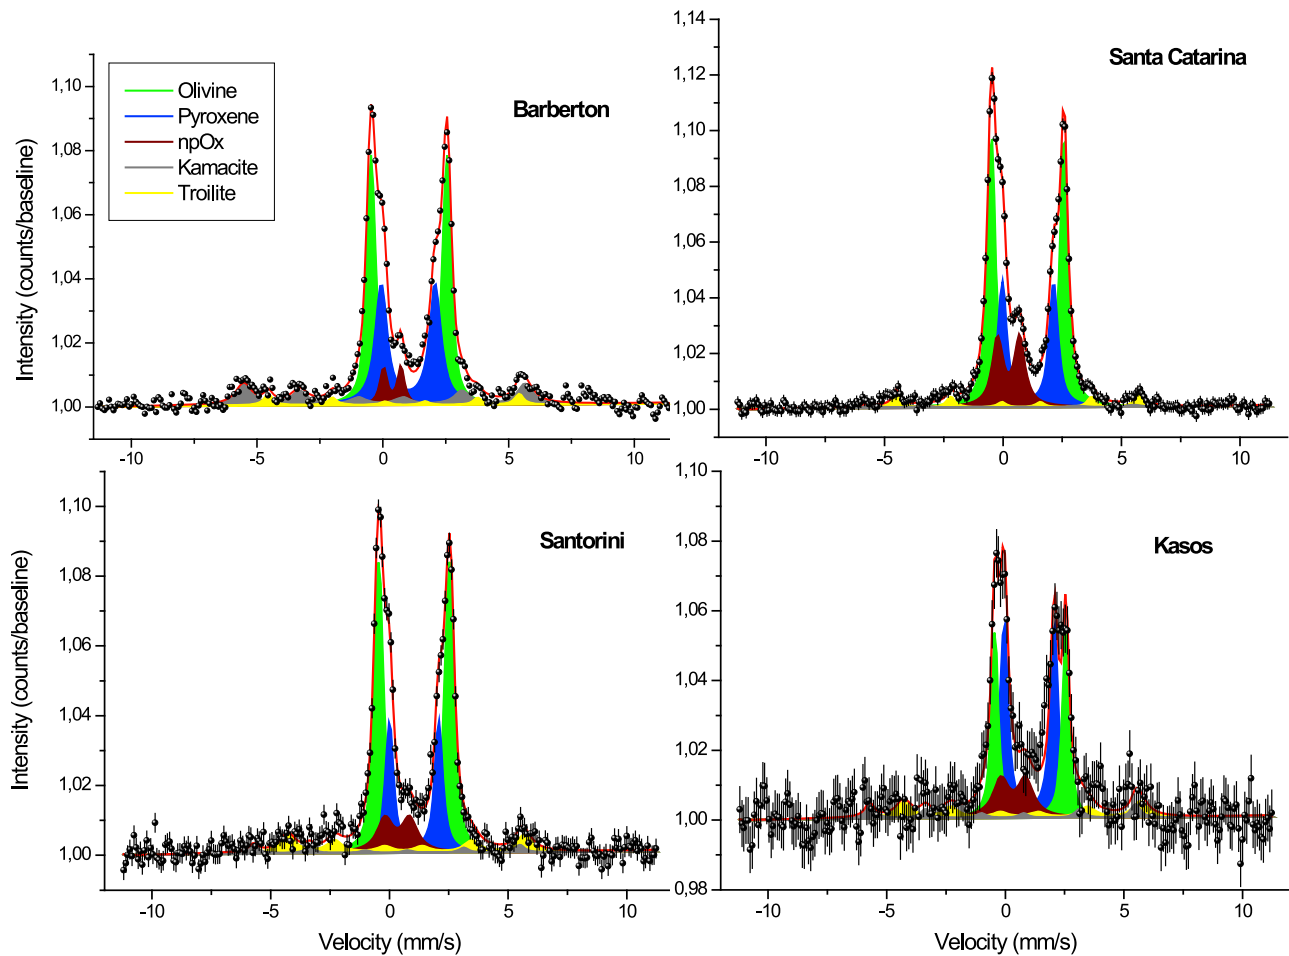 Barberton
Olivine
Pyroxene
npOx
Kamacite
Troilite
Intensity (counts/baseline)
1,10
1,08
1,06
1,04
1,02
1,00
-10 -5 0 5 10
Santa Catarina
1,14
1,12
1,10
1,08
1,06
1,04
1,02
1,00
-10 -5 0 5 10
Santorini
Intensity (counts/baseline)
1,10
1,08
1,06
1,04
1,02
1,00
-10 -5 0 5 10
Velocity (mm/s)
Kasos
1,10
1,08
1,06
1,04
1,02
1,00
0,98
-10 -5 0 5 10
Velocity (mm/s)